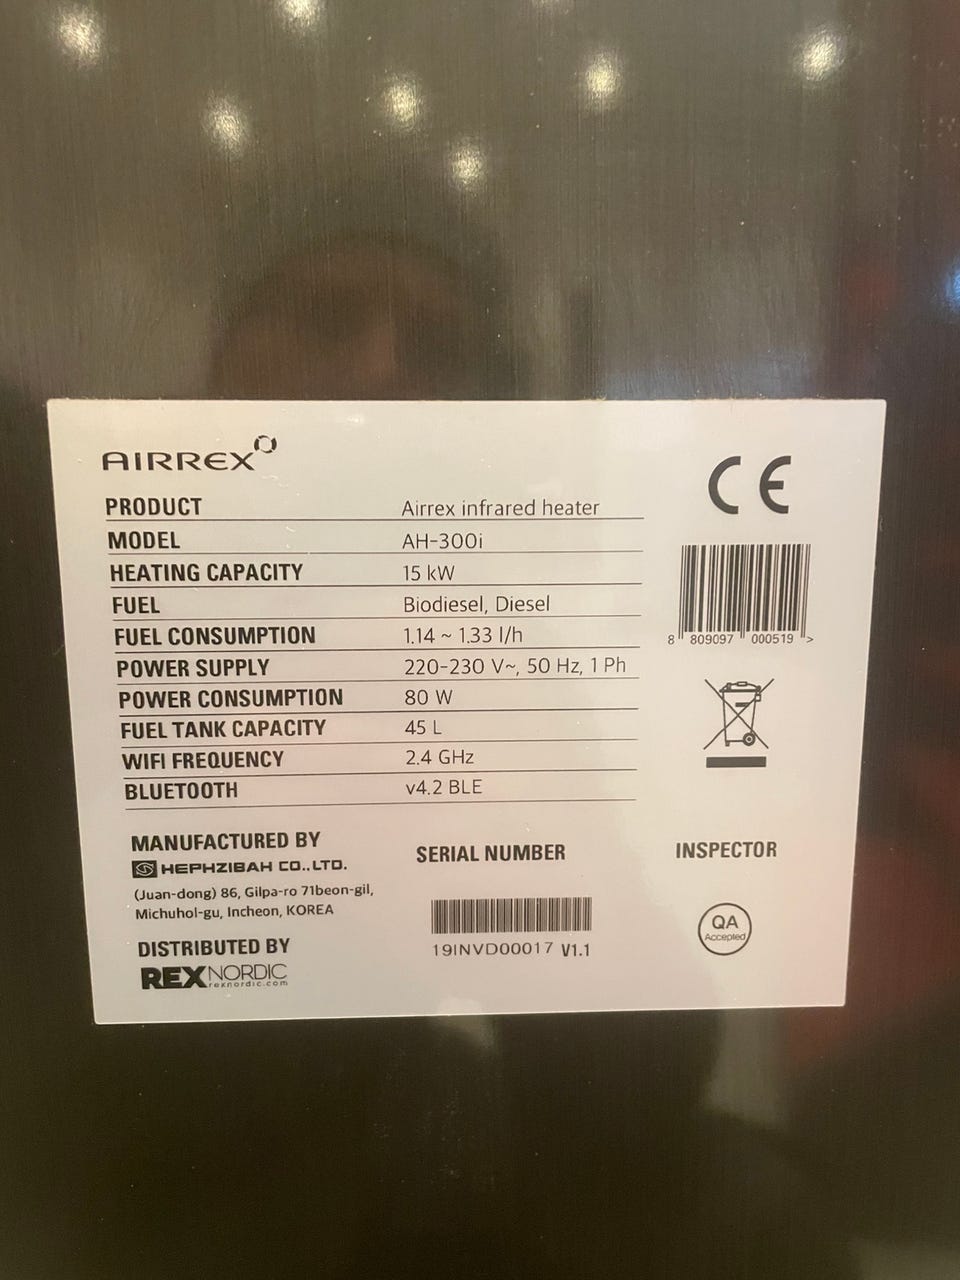 AIRREX
PRODUCT Airrex infrared heater
MODEL AH-300i
HEATING CAPACITY 15 kW
FUEL Biodiesel, Diesel
FUEL CONSUMPTION 1.14 ~ 1.33 l/h
POWER SUPPLY 220-230 V~, 50 Hz, 1 Ph
POWER CONSUMPTION 80 W
FUEL TANK CAPACITY 45 L
WIFI FREQUENCY 2.4 GHz
BLUETOOTH v4.2 BLE
CE
8 809097 000519 >
MANUFACTURED BY
HEPHZIBAH CO., LTD.
(Juan-dong) 86, Gilpa-ro 71beon-gil,
Michuhol-gu, Incheon, KOREA
DISTRIBUTED BY
REX NORDIC
rexnordic.com
SERIAL NUMBER
19INVD00017 V1.1
INSPECTOR
QA
Accepted